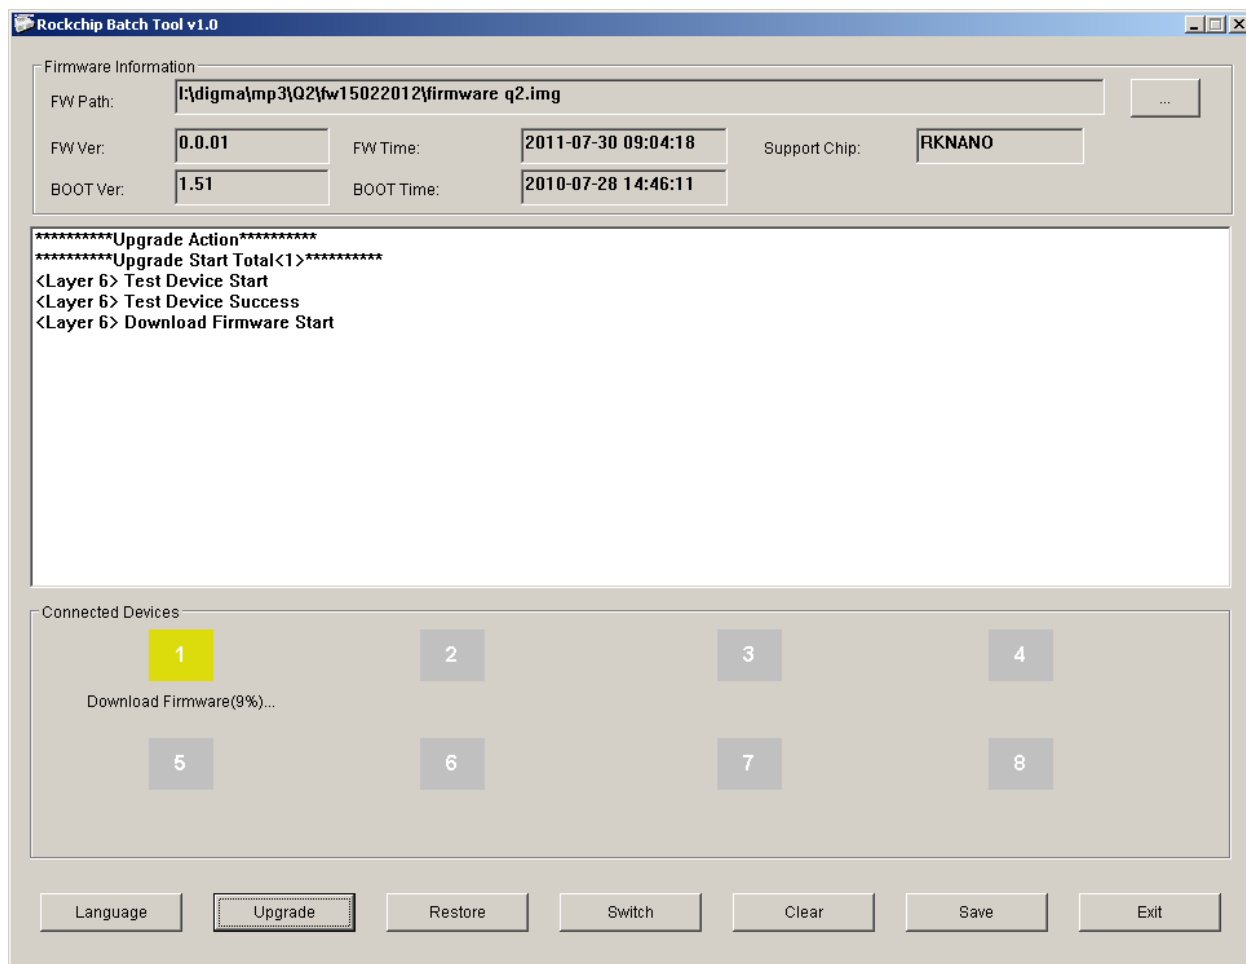 Rockchip Batch Tool v1.0
Firmware Information
FW Path: I:\digma\mp3\Q2\fw15022012\firmware q2.img ...
FW Ver: 0.0.01 FW Time: 2011-07-30 09:04:18 Support Chip: RKNANO
BOOT Ver: 1.51 BOOT Time: 2010-07-28 14:46:11
**********Upgrade Action**********
**********Upgrade Start Total<1>**********
<Layer 6> Test Device Start
<Layer 6> Test Device Success
<Layer 6> Download Firmware Start
Connected Devices
1 2 3 4
Download Firmware(9%)...
5 6 7 8
Language Upgrade Restore Switch Clear Save Exit